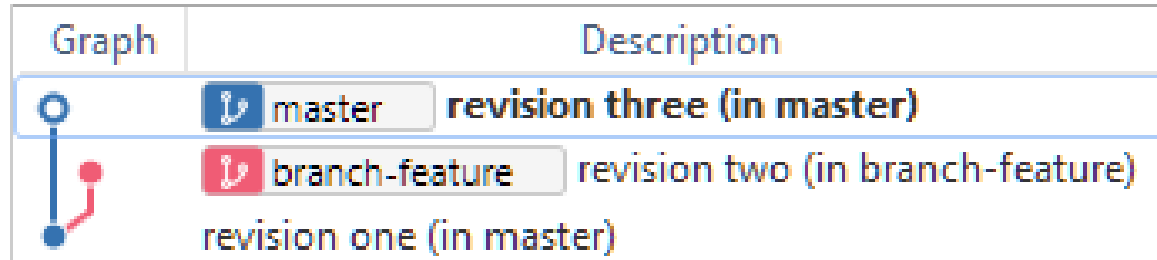 Graph Description
master revision three (in master)
branch-feature revision two (in branch-feature)
revision one (in master)